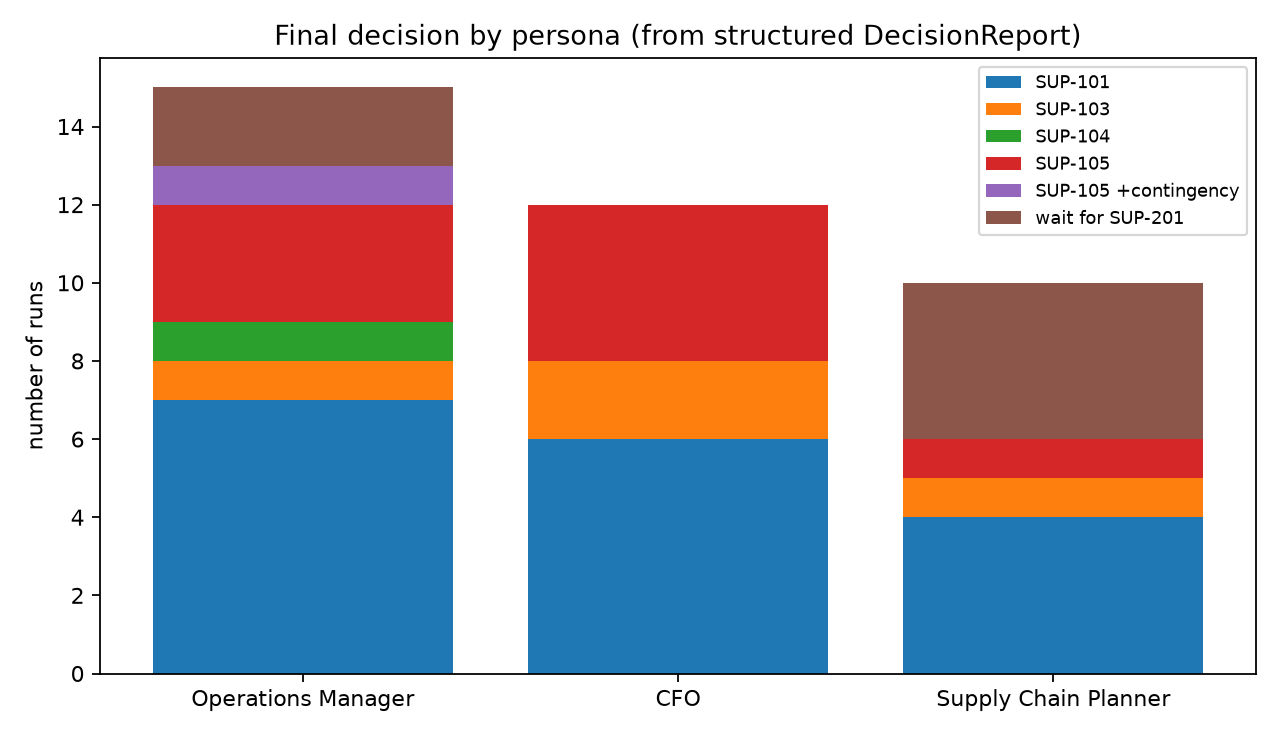 Final decision by persona (from structured DecisionReport)
SUP-101
SUP-103
SUP-104
SUP-105
SUP-105 +contingency
wait for SUP-201
number of runs
14
12
10
8
6
4
2
0
Operations Manager
CFO
Supply Chain Planner